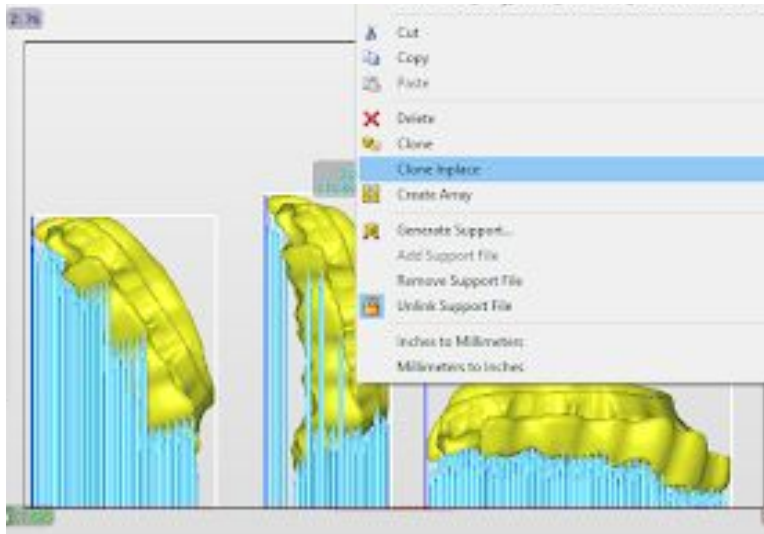 Cut
Copy
Paste
Delete
Clone
Clone Inplace
Create Array
Generate Support...
Add Support File
Remove Support File
Unlink Support File
Inches to Millimeters
Millimeters to Inches